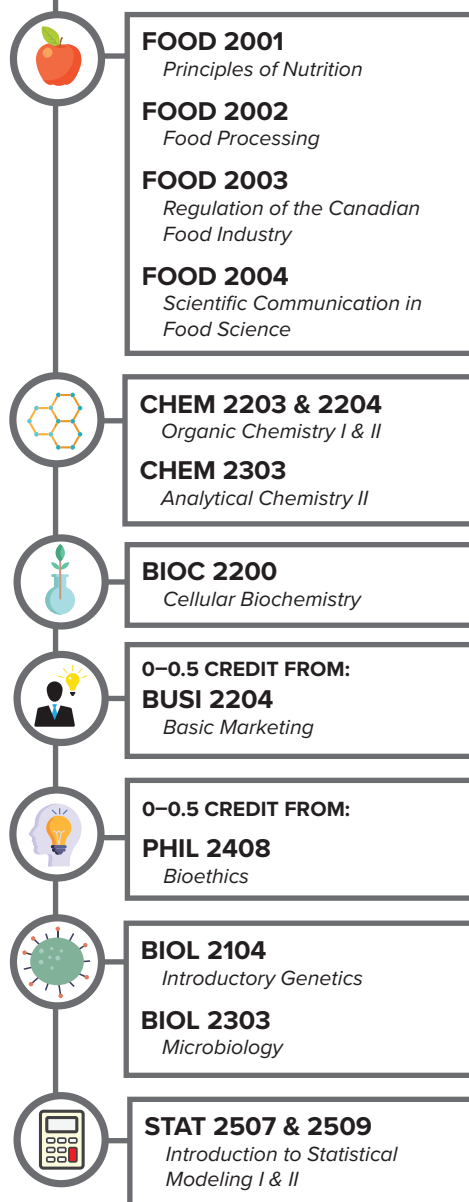 FOOD 2001
Principles of Nutrition
FOOD 2002
Food Processing
FOOD 2003
Regulation of the Canadian
Food Industry
FOOD 2004
Scientific Communication in
Food Science
CHEM 2203 & 2204
Organic Chemistry I & II
CHEM 2303
Analytical Chemistry II
BIOC 2200
Cellular Biochemistry
0–0.5 CREDIT FROM:
BUSI 2204
Basic Marketing
0–0.5 CREDIT FROM:
PHIL 2408
Bioethics
BIOL 2104
Introductory Genetics
BIOL 2303
Microbiology
STAT 2507 & 2509
Introduction to Statistical
Modeling I & II